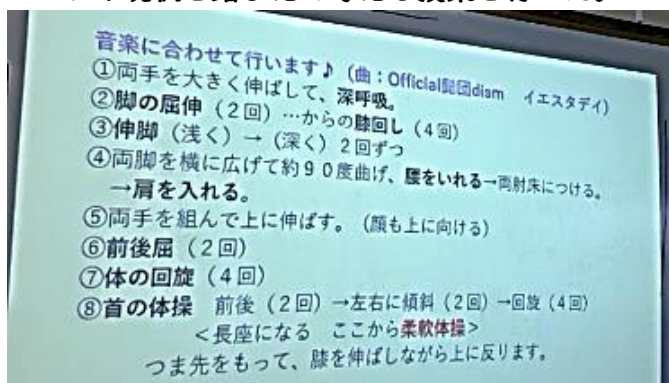 音楽に合わせて行います♪（曲：Official髭団dism　イエスタデイ）
①両手を大きく伸ばして、深呼吸。
②脚の屈伸（２回）…からの膝回し（４回）
③伸脚（浅く）→（深く）２回ずつ
④両脚を横に広げて約９０度曲げ、腰をいれる→両肘床につける。
→肩を入れる。
⑤両手を組んで上に伸ばす。（顔も上に向ける）
⑥前後屈（２回）
⑦体の回旋（４回）
⑧首の体操　前後（２回）→左右に傾斜（２回）→回旋（４回）
＜長座になる　ここから柔軟体操＞
つま先をもって、膝を伸ばしながら上に反ります。